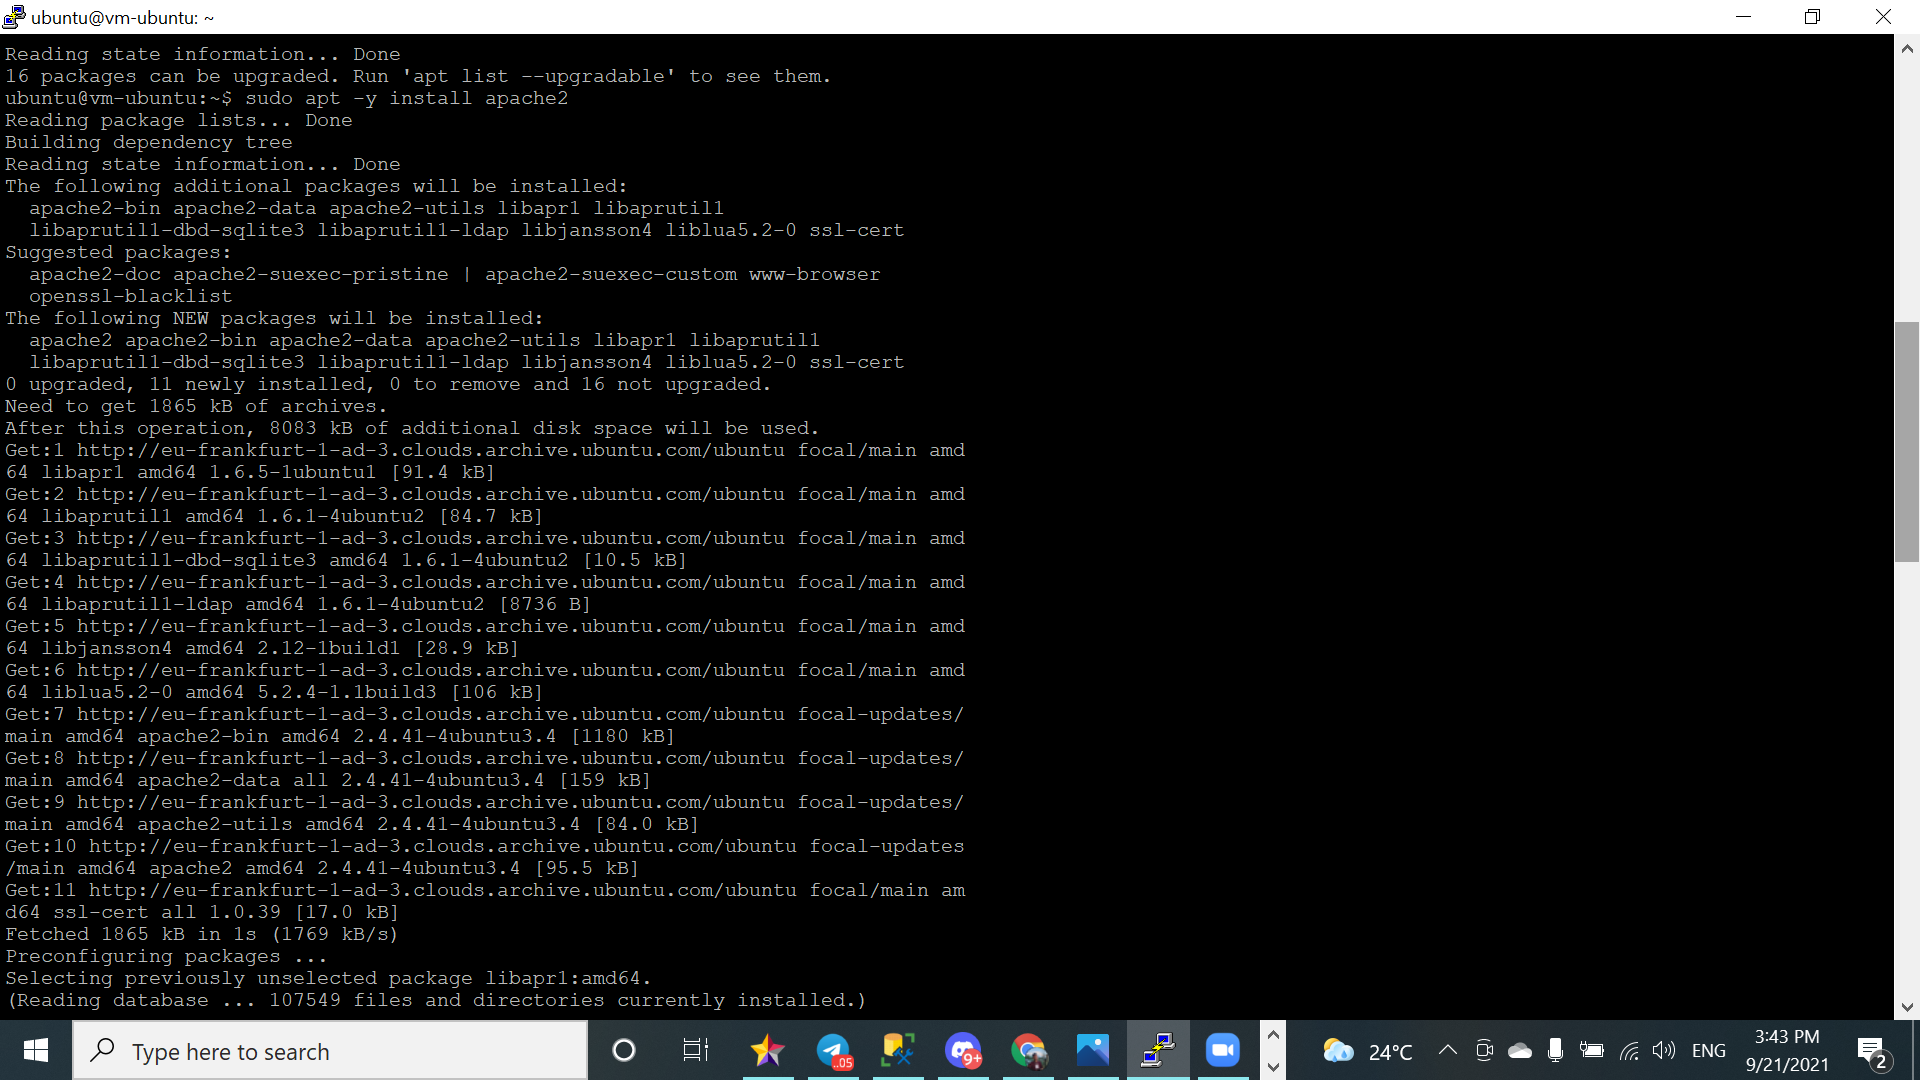 ubuntu@vm-ubuntu: ~
Reading state information... Done
16 packages can be upgraded. Run 'apt list --upgradable' to see them.
ubuntu@vm-ubuntu:~$ sudo apt -y install apache2
Reading package lists... Done
Building dependency tree
Reading state information... Done
The following additional packages will be installed:
  apache2-bin apache2-data apache2-utils libapr1 libaprutil1
  libaprutil1-dbd-sqlite3 libaprutil1-ldap libjansson4 liblua5.2-0 ssl-cert
Suggested packages:
  apache2-doc apache2-suexec-pristine | apache2-suexec-custom www-browser
  openssl-blacklist
The following NEW packages will be installed:
  apache2 apache2-bin apache2-data apache2-utils libapr1 libaprutil1
  libaprutil1-dbd-sqlite3 libaprutil1-ldap libjansson4 liblua5.2-0 ssl-cert
0 upgraded, 11 newly installed, 0 to remove and 16 not upgraded.
Need to get 1865 kB of archives.
After this operation, 8083 kB of additional disk space will be used.
Get:1 http://eu-frankfurt-1-ad-3.clouds.archive.ubuntu.com/ubuntu focal/main amd
64 libapr1 amd64 1.6.5-1ubuntu1 [91.4 kB]
Get:2 http://eu-frankfurt-1-ad-3.clouds.archive.ubuntu.com/ubuntu focal/main amd
64 libaprutil1 amd64 1.6.1-4ubuntu2 [84.7 kB]
Get:3 http://eu-frankfurt-1-ad-3.clouds.archive.ubuntu.com/ubuntu focal/main amd
64 libaprutil1-dbd-sqlite3 amd64 1.6.1-4ubuntu2 [10.5 kB]
Get:4 http://eu-frankfurt-1-ad-3.clouds.archive.ubuntu.com/ubuntu focal/main amd
64 libaprutil1-ldap amd64 1.6.1-4ubuntu2 [8736 B]
Get:5 http://eu-frankfurt-1-ad-3.clouds.archive.ubuntu.com/ubuntu focal/main amd
64 libjansson4 amd64 2.12-1build1 [28.9 kB]
Get:6 http://eu-frankfurt-1-ad-3.clouds.archive.ubuntu.com/ubuntu focal/main amd
64 liblua5.2-0 amd64 5.2.4-1.1build3 [106 kB]
Get:7 http://eu-frankfurt-1-ad-3.clouds.archive.ubuntu.com/ubuntu focal-updates/
main amd64 apache2-bin amd64 2.4.41-4ubuntu3.4 [1180 kB]
Get:8 http://eu-frankfurt-1-ad-3.clouds.archive.ubuntu.com/ubuntu focal-updates/
main amd64 apache2-data all 2.4.41-4ubuntu3.4 [159 kB]
Get:9 http://eu-frankfurt-1-ad-3.clouds.archive.ubuntu.com/ubuntu focal-updates/
main amd64 apache2-utils amd64 2.4.41-4ubuntu3.4 [84.0 kB]
Get:10 http://eu-frankfurt-1-ad-3.clouds.archive.ubuntu.com/ubuntu focal-updates
/main amd64 apache2 amd64 2.4.41-4ubuntu3.4 [95.5 kB]
Get:11 http://eu-frankfurt-1-ad-3.clouds.archive.ubuntu.com/ubuntu focal/main am
d64 ssl-cert all 1.0.39 [17.0 kB]
Fetched 1865 kB in 1s (1769 kB/s)
Preconfiguring packages ...
Selecting previously unselected package libapr1:amd64.
(Reading database ... 107549 files and directories currently installed.)
Type here to search
..05
9+
24°C
ENG
3:43 PM
9/21/2021
2